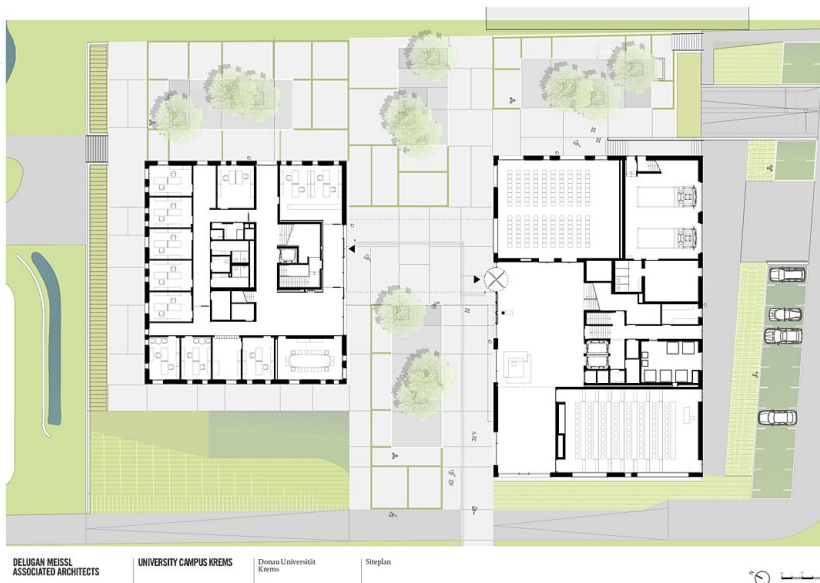 DELUGAN MEISSL
ASSOCIATED ARCHITECTS
UNIVERSITY CAMPUS KREMS
Donau Universität
Krems
Siteplan
N